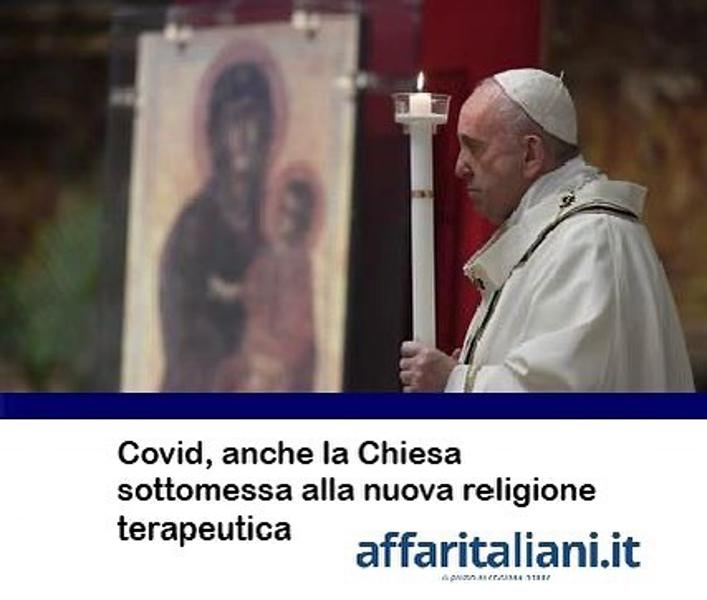 Covid, anche la Chiesa
sottomessa alla nuova religione
terapeutica
affaritaliani.it